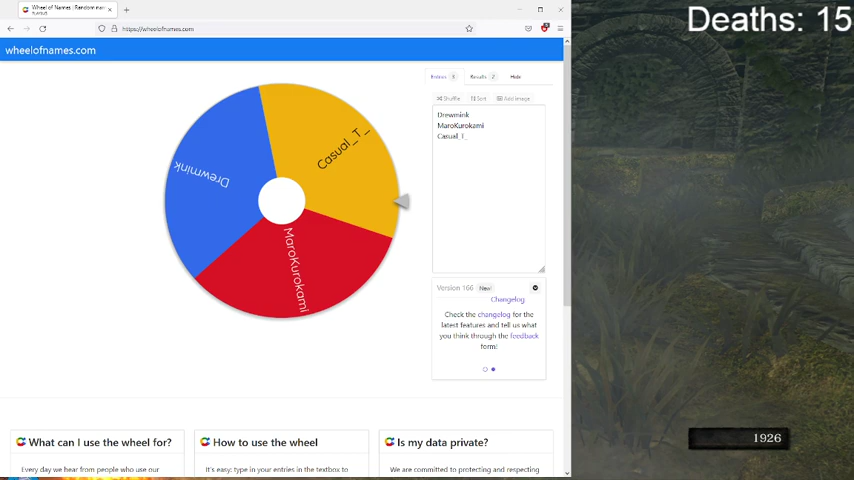 Wheel of Names | Random nam
Deaths: 15
https://wheelofnames.com
wheelofnames.com
Entries 3 Results 2 Hide
Shuffle Sort Add image
Drewmink
MaroKurokami
Casual_T_
Casual_T_
Drewmink
MaroKurokami
Version 166 New!
Changelog
Check the changelog for the
latest features and tell us what
you think through the feedback
form!
1926
What can I use the wheel for?
How to use the wheel
Is my data private?
Every day we hear from people who use our
It's easy: type in your entries in the textbox to
We are committed to protecting and respecting